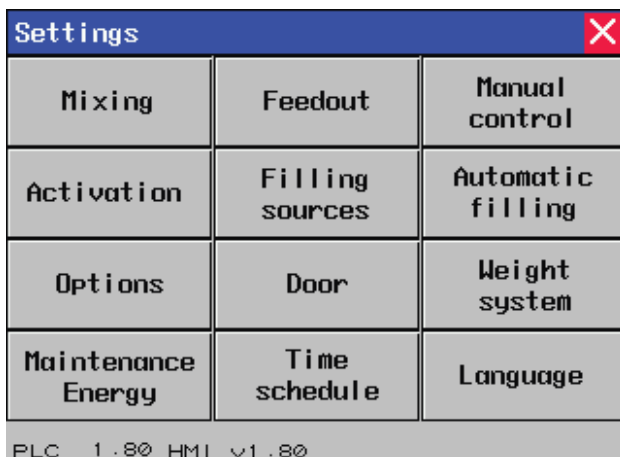 Settings
Mixing
Feedout
Manual
control
Activation
Filling
sources
Automatic
filling
Options
Door
Weight
system
Maintenance
Energy
Time
schedule
Language
PLC 1.80 HMI v1.80